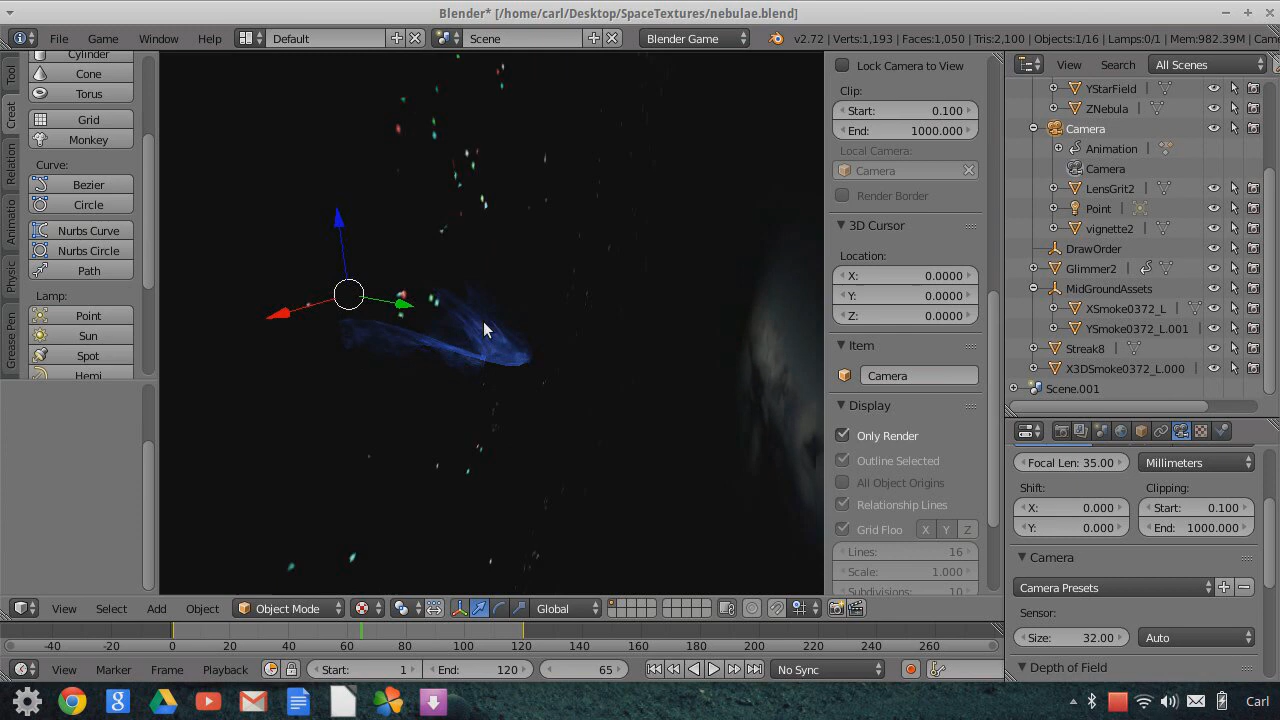 Blender* [/home/carl/Desktop/SpaceTextures/nebulae.blend]
File Game Window Help Default Scene Blender Game v2.72 | Verts:1,193 | Faces:1,050 | Tris:2,100 | Objects:1/16 | Lamps:0/1 | Mem:982.39M | Cam
Tool
Creat
Relation
Animatio
Physic
Grease Pen
Cylinder
Cone
Torus
Grid
Monkey
Curve:
Bezier
Circle
Nurbs Curve
Nurbs Circle
Path
Lamp:
Point
Sun
Spot
Hemi
Lock Camera to View
Clip:
Start: 0.100
End: 1000.000
Local Camera:
Camera
Render Border
3D Cursor
Location:
X: 0.0000
Y: 0.0000
Z: 0.0000
Item
Camera
Display
Only Render
Outline Selected
All Object Origins
Relationship Lines
Grid Floo X Y Z
Lines: 16
Scale: 1.000
Subdivisions: 10
View Search All Scenes
YStarField
ZNebula
Camera
Animation
Camera
LensGrit2
Point
vignette2
DrawOrder
Glimmer2
MidGroundAssets
XSmoke0372_L
YSmoke0372_L.001
Streak8
X3DSmoke0372_L.000
Scene.001
Focal Len: 35.00 Millimeters
Shift: Clipping:
X: 0.000 Start: 0.100
Y: 0.000 End: 1000.000
Camera
Camera Presets
Sensor:
Size: 32.00 Auto
Depth of Field
View Select Add Object Object Mode Global
-40 -20 0 20 40 60 80 100 120 140 160 180 200 220 240 260
View Marker Frame Playback Start: 1 End: 120 65 No Sync
Carl